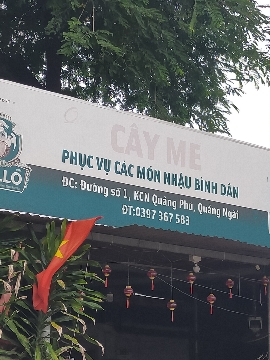 CÂY ME
LLO
PHỤC VỤ CÁC MÓN NHẬU BÌNH DÂN
ĐC: Đường số 1, KCN Quảng Phú, Quảng Ngãi
ĐT:0397 367 583